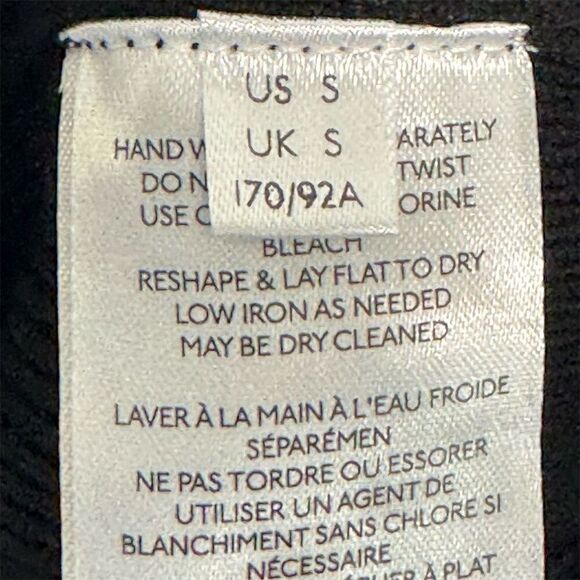 US S
UK S
170/92A
HAND ARATELY
DO TWIST
USE ORINE
BLEACH
RESHAPE & LAY FLAT TO DRY
LOW IRON AS NEEDED
MAY BE DRY CLEANED
LAVER À LA MAIN À L'EAU FROIDE
SÉPARÉMEN
NE PAS TORDRE OU ESSORER
UTILISER UN AGENT DE
BLANCHIMENT SANS CHLORE SI
NÉCESSAIRE
À PLAT